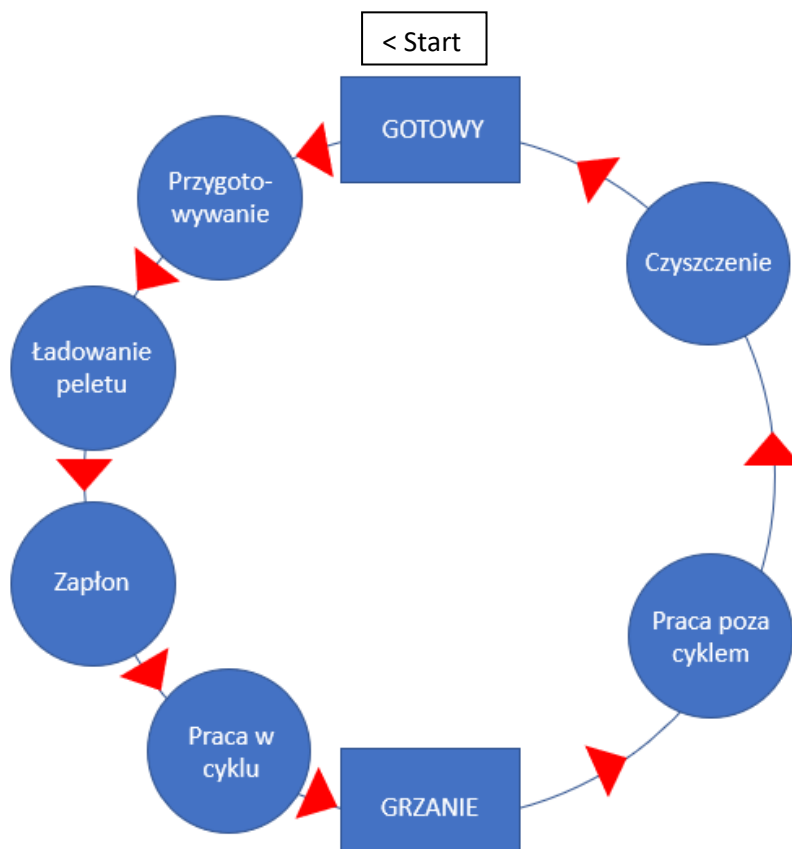 < Start
GOTOWY
Przygoto-
wywanie
Ładowanie
peletu
Zapłon
Praca w
cyklu
GRZANIE
Praca poza
cyklem
Czyszczenie